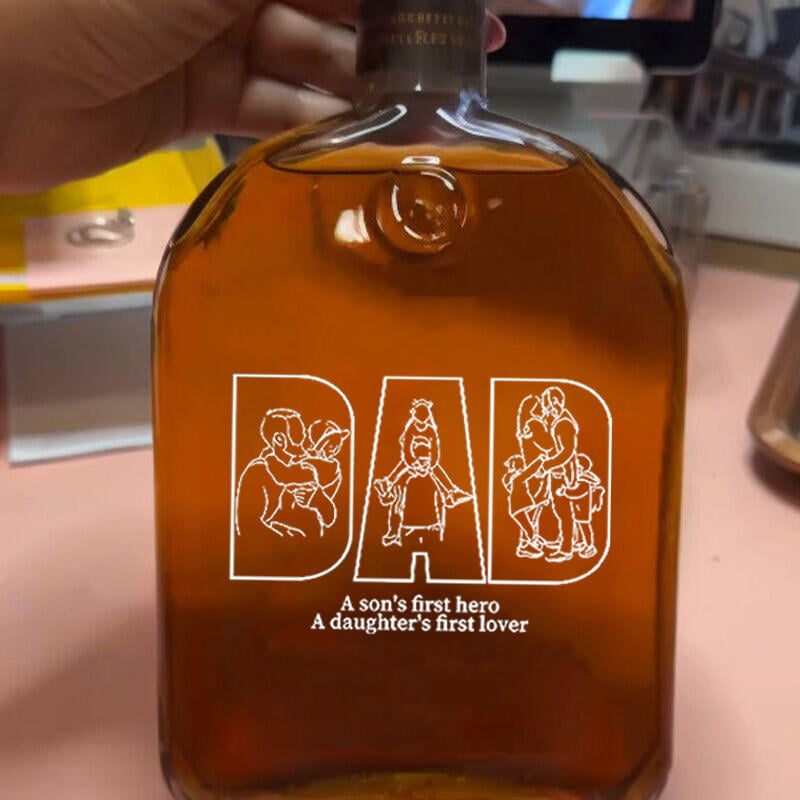 DAD
A son's first hero
A daughter's first lover